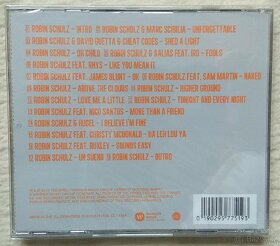 01 ROBIN SCHULZ - INTRO 02 ROBIN SCHULZ & MARC SCIBILIA - UNFORGETTABLE
03 ROBIN SCHULZ & DAVID GUETTA & CHEAT CODES - SHED A LIGHT
04 ROBIN SCHULZ - OH CHILD 05 ROBIN SCHULZ & HALIAS FEAT. IRO - FOOLS
06 ROBIN SCHULZ FEAT. RHYS - LIKE YOU MEAN IT
07 ROBIN SCHULZ FEAT. JAMES BLUNT - OK 08 ROBIN SCHULZ FEAT. SAM MARTIN - NAKED
09 ROBIN SCHULZ - ABOVE THE CLOUDS 10 ROBIN SCHULZ - HIGHER GROUND
11 ROBIN SCHULZ - LOVE ME A LITTLE 12 ROBIN SCHULZ - TONIGHT AND EVERY NIGHT
13 ROBIN SCHULZ FEAT. NICO SANTOS - MORE THAN A FRIEND
14 ROBIN SCHULZ & HUGEL - I BELIEVE I'M FINE
15 ROBIN SCHULZ FEAT. CHRISTY MCDONALD - HA LEH LOU YA
16 ROBIN SCHULZ FEAT. RUXLEY - SOUNDS EASY
17 ROBIN SCHULZ - UN SUEÑO 18 ROBIN SCHULZ - OUTRO
0190295775193